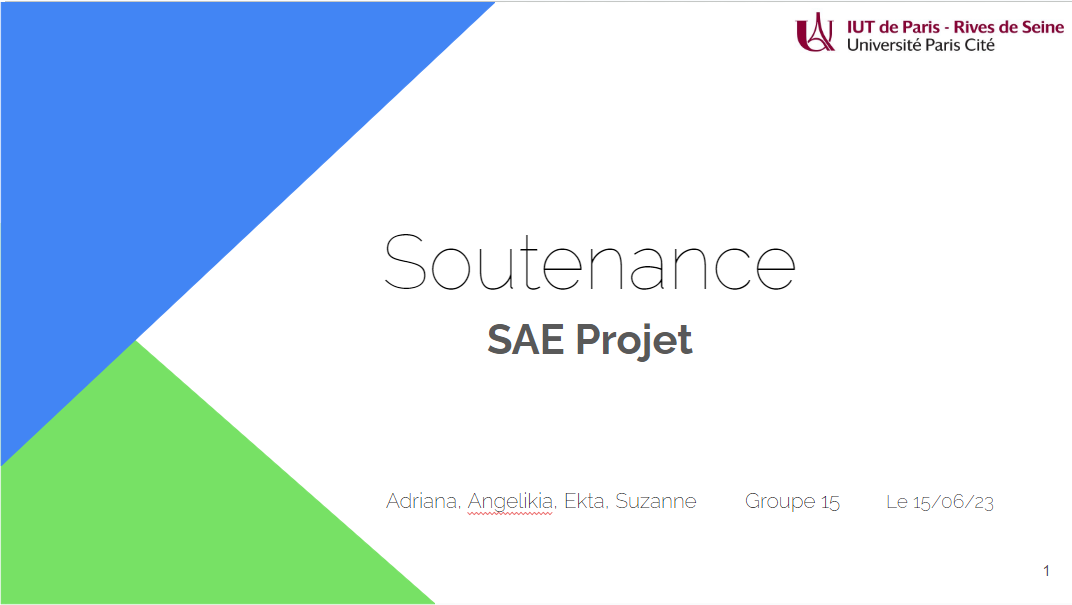 IUT de Paris - Rives de Seine
Université Paris Cité
Soutenance
SAE Projet
Adriana, Angelikia, Ekta, Suzanne Groupe 15 Le 15/06/23
1